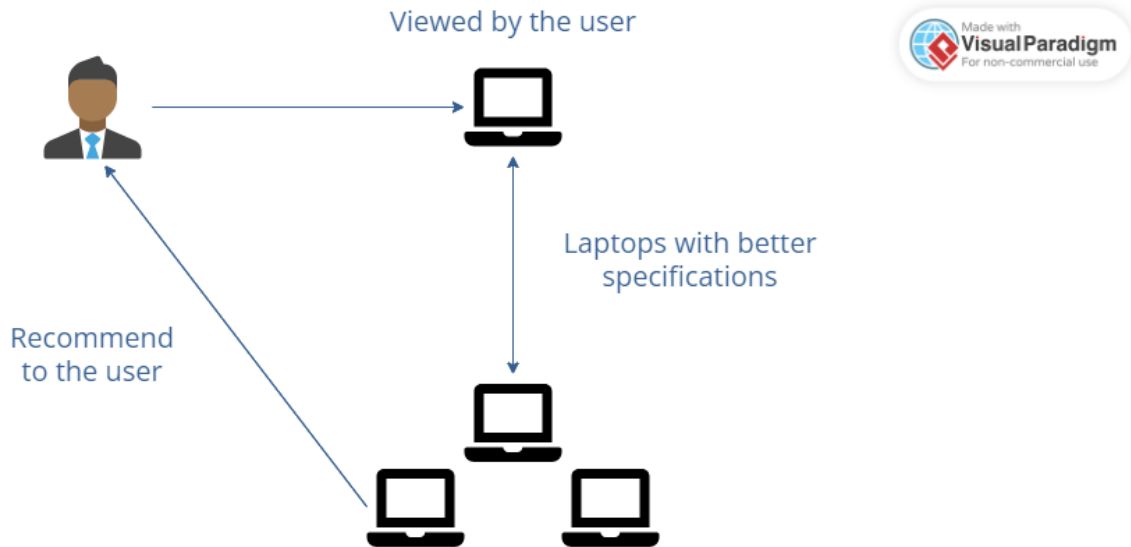 Viewed by the user
Made with
Visual Paradigm
For non-commercial use
Laptops with better
specifications
Recommend
to the user